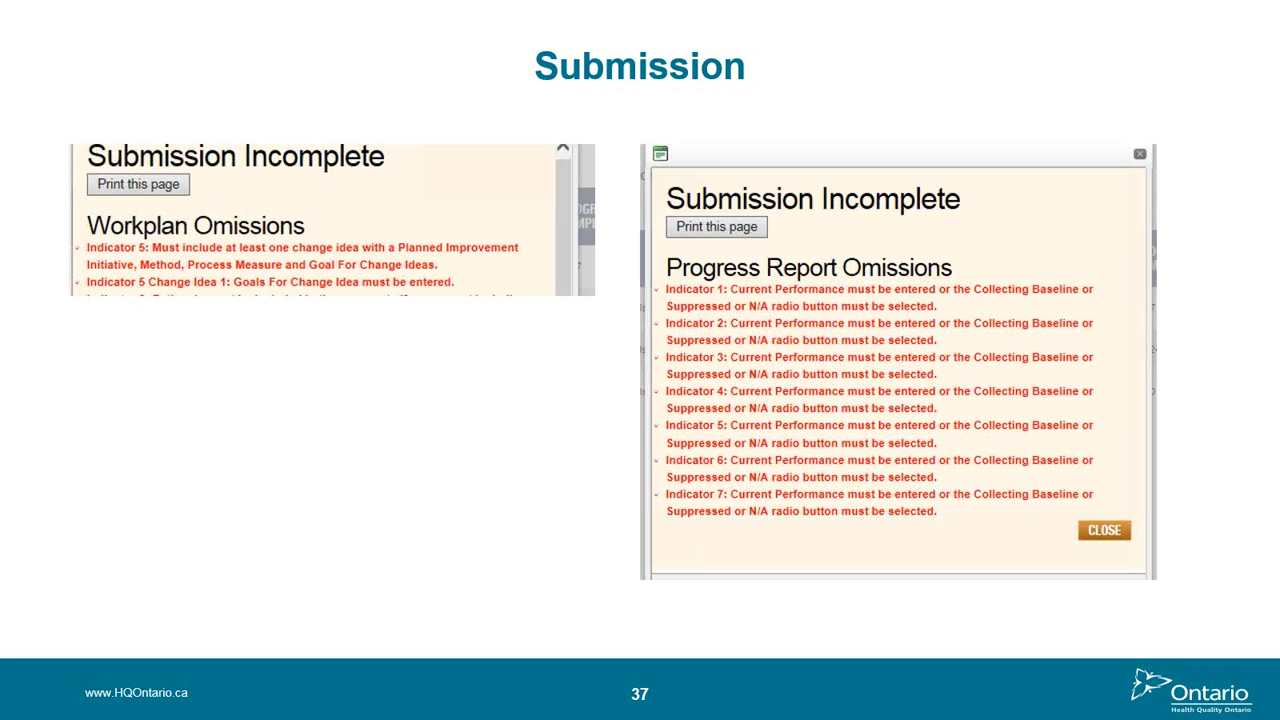 Submission
Submission Incomplete
Print this page
Workplan Omissions
Indicator 5: Must include at least one change idea with a Planned Improvement
Initiative, Method, Process Measure and Goal For Change Ideas.
Indicator 5 Change Idea 1: Goals For Change Idea must be entered.
Submission Incomplete
Print this page
Progress Report Omissions
Indicator 1: Current Performance must be entered or the Collecting Baseline or
Suppressed or N/A radio button must be selected.
Indicator 2: Current Performance must be entered or the Collecting Baseline or
Suppressed or N/A radio button must be selected.
Indicator 3: Current Performance must be entered or the Collecting Baseline or
Suppressed or N/A radio button must be selected.
Indicator 4: Current Performance must be entered or the Collecting Baseline or
Suppressed or N/A radio button must be selected.
Indicator 5: Current Performance must be entered or the Collecting Baseline or
Suppressed or N/A radio button must be selected.
Indicator 6: Current Performance must be entered or the Collecting Baseline or
Suppressed or N/A radio button must be selected.
Indicator 7: Current Performance must be entered or the Collecting Baseline or
Suppressed or N/A radio button must be selected.
CLOSE
www.HQOntario.ca
37
Ontario
Health Quality Ontario